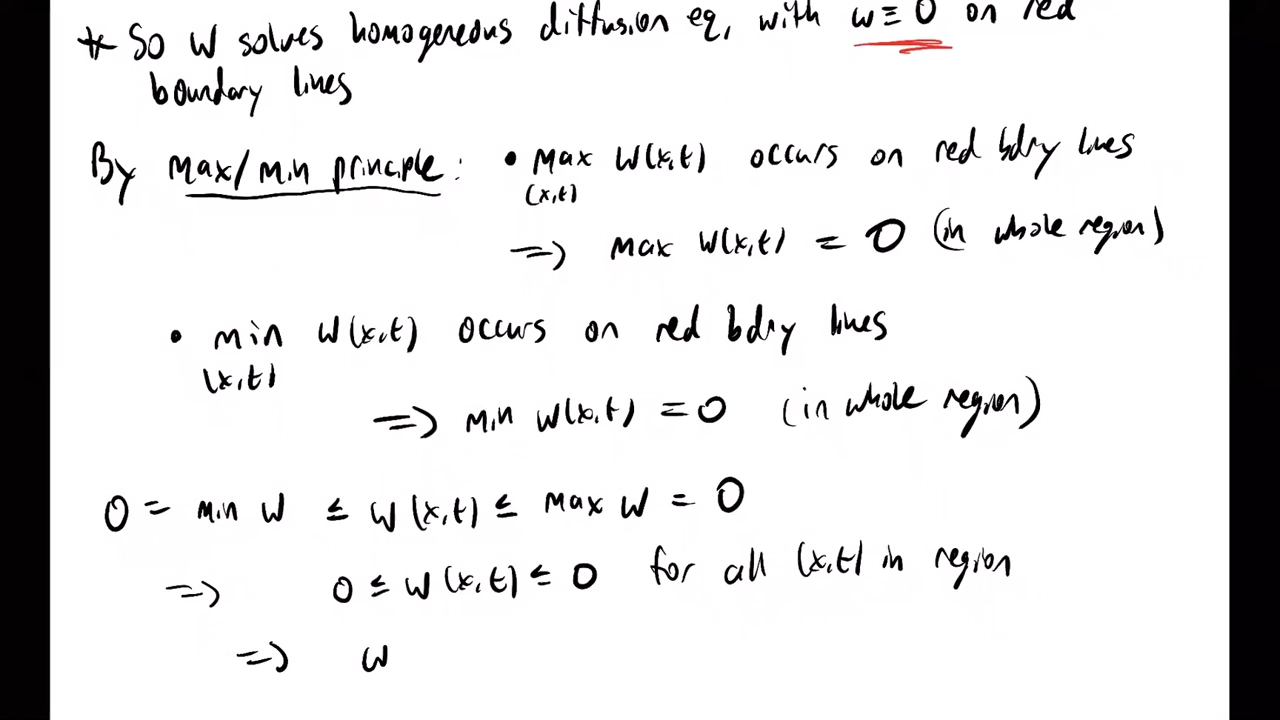 * So w solves homogeneous diffusion eq, with w ≡ 0 on red
boundary lines
By max/min principle: • max w(x,t) occurs on red bdry lines
(x,t)
=> max w(x,t) = 0 (in whole region)
• min w(x,t) occurs on red bdry lines
(x,t)
=> min w(x,t) = 0 (in whole region)
0 = min w ≤ w(x,t) ≤ max w = 0
=> 0 ≤ w(x,t) ≤ 0 for all (x,t) in region
=> w